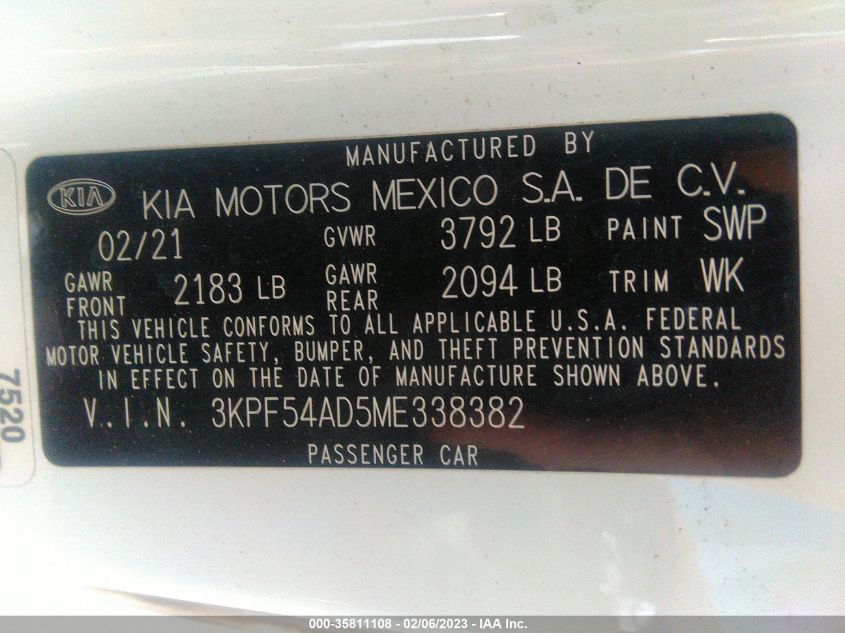 MANUFACTURED BY
KIA KIA MOTORS MEXICO S.A. DE C.V.
02/21 GVWR 3792 LB PAINT SWP
GAWR FRONT 2183 LB GAWR REAR 2094 LB TRIM WK
THIS VEHICLE CONFORMS TO ALL APPLICABLE U.S.A. FEDERAL
MOTOR VEHICLE SAFETY, BUMPER, AND THEFT PREVENTION STANDARDS
IN EFFECT ON THE DATE OF MANUFACTURE SHOWN ABOVE.
V.I.N. 3KPF54AD5ME338382
PASSENGER CAR
7520
000-35811108 - 02/06/2023 - IAA Inc.